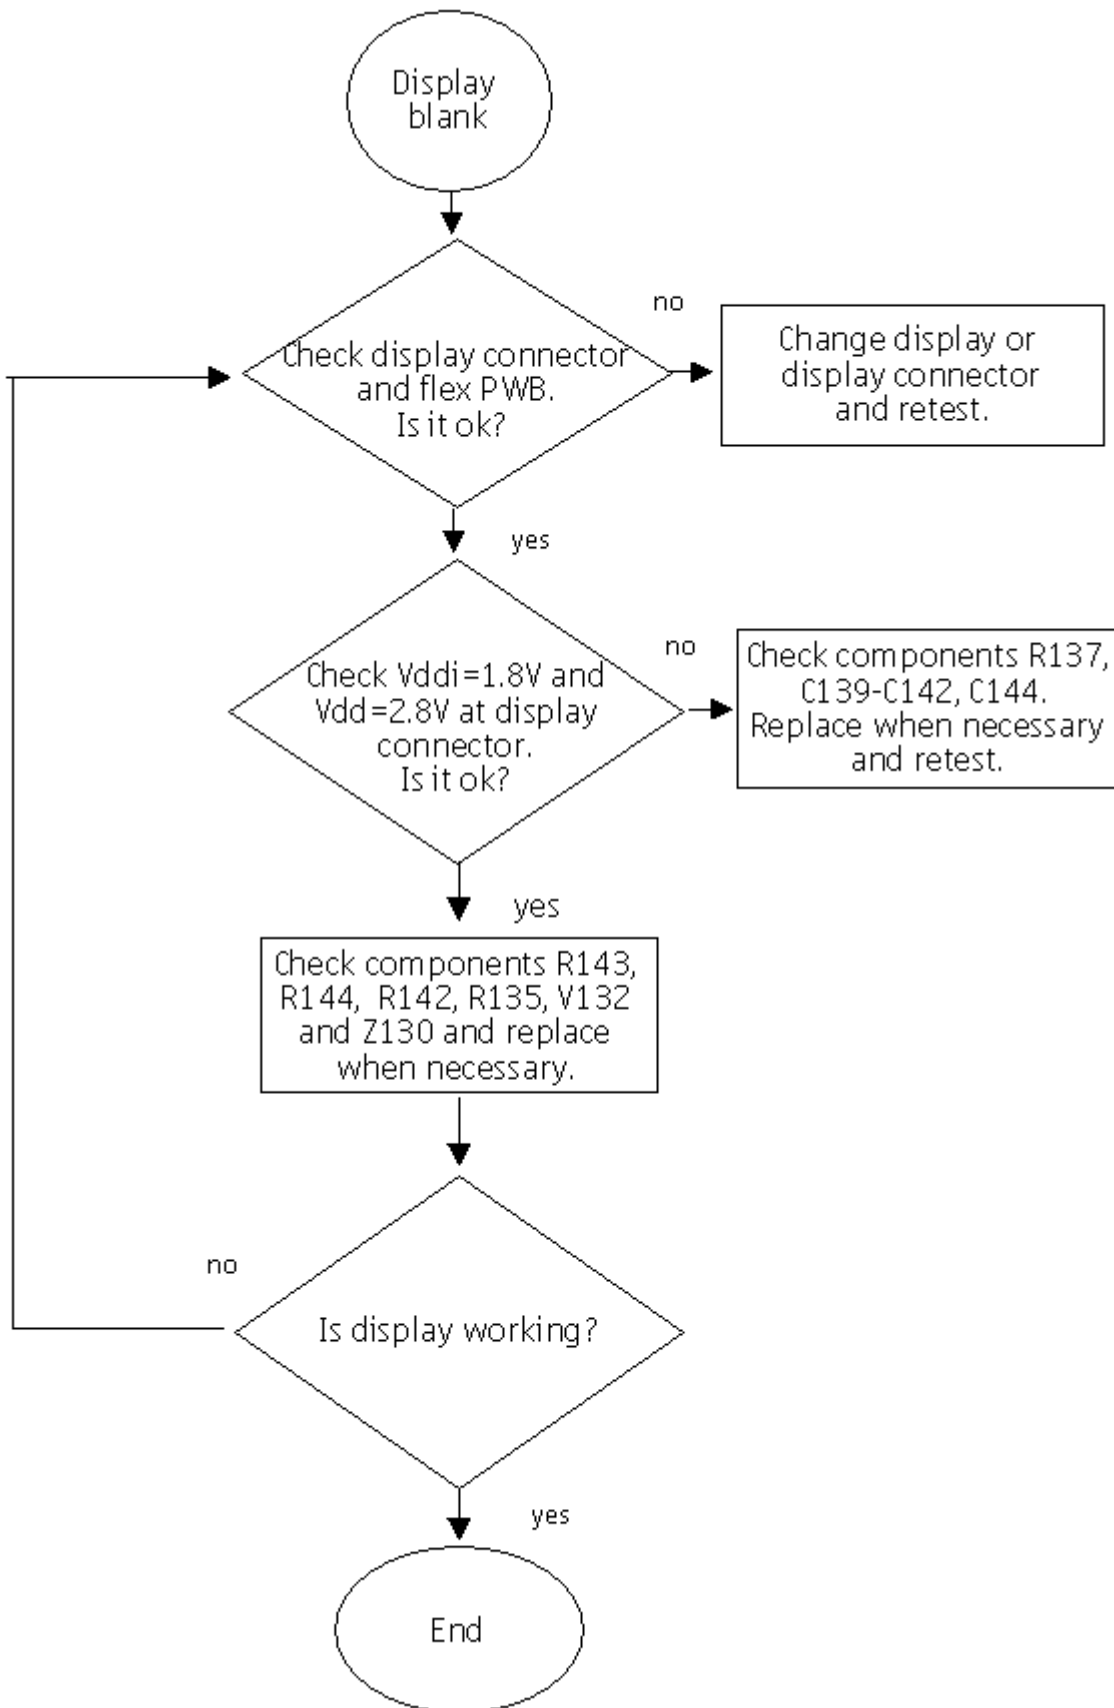 Display
blank
no
Check display connector
and flex PWB.
Is it ok?
Change display or
display connector
and retest.
yes
no
Check Vddi=1.8V and
Vdd=2.8V at display
connector.
Is it ok?
Check components R137,
C139-C142, C144.
Replace when necessary
and retest.
yes
Check components R143,
R144, R142, R135, V132
and Z130 and replace
when necessary.
no
Is display working?
yes
End